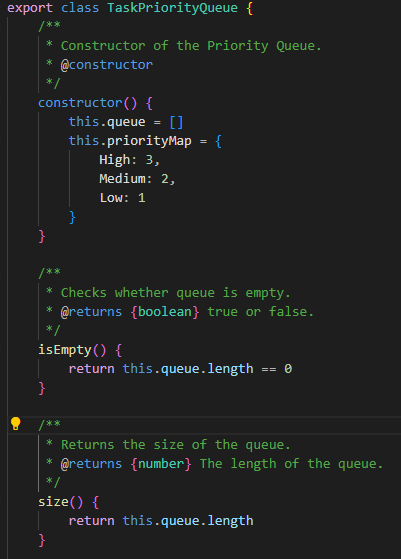 export class TaskPriorityQueue {
    /**
     * Constructor of the Priority Queue.
     * @constructor
     */
    constructor() {
        this.queue = []
        this.priorityMap = {
            High: 3,
            Medium: 2,
            Low: 1
        }
    }

    /**
     * Checks whether queue is empty.
     * @returns {boolean} true or false.
     */
    isEmpty() {
        return this.queue.length == 0
    }

    /**
     * Returns the size of the queue.
     * @returns {number} The length of the queue.
     */
    size() {
        return this.queue.length
    }